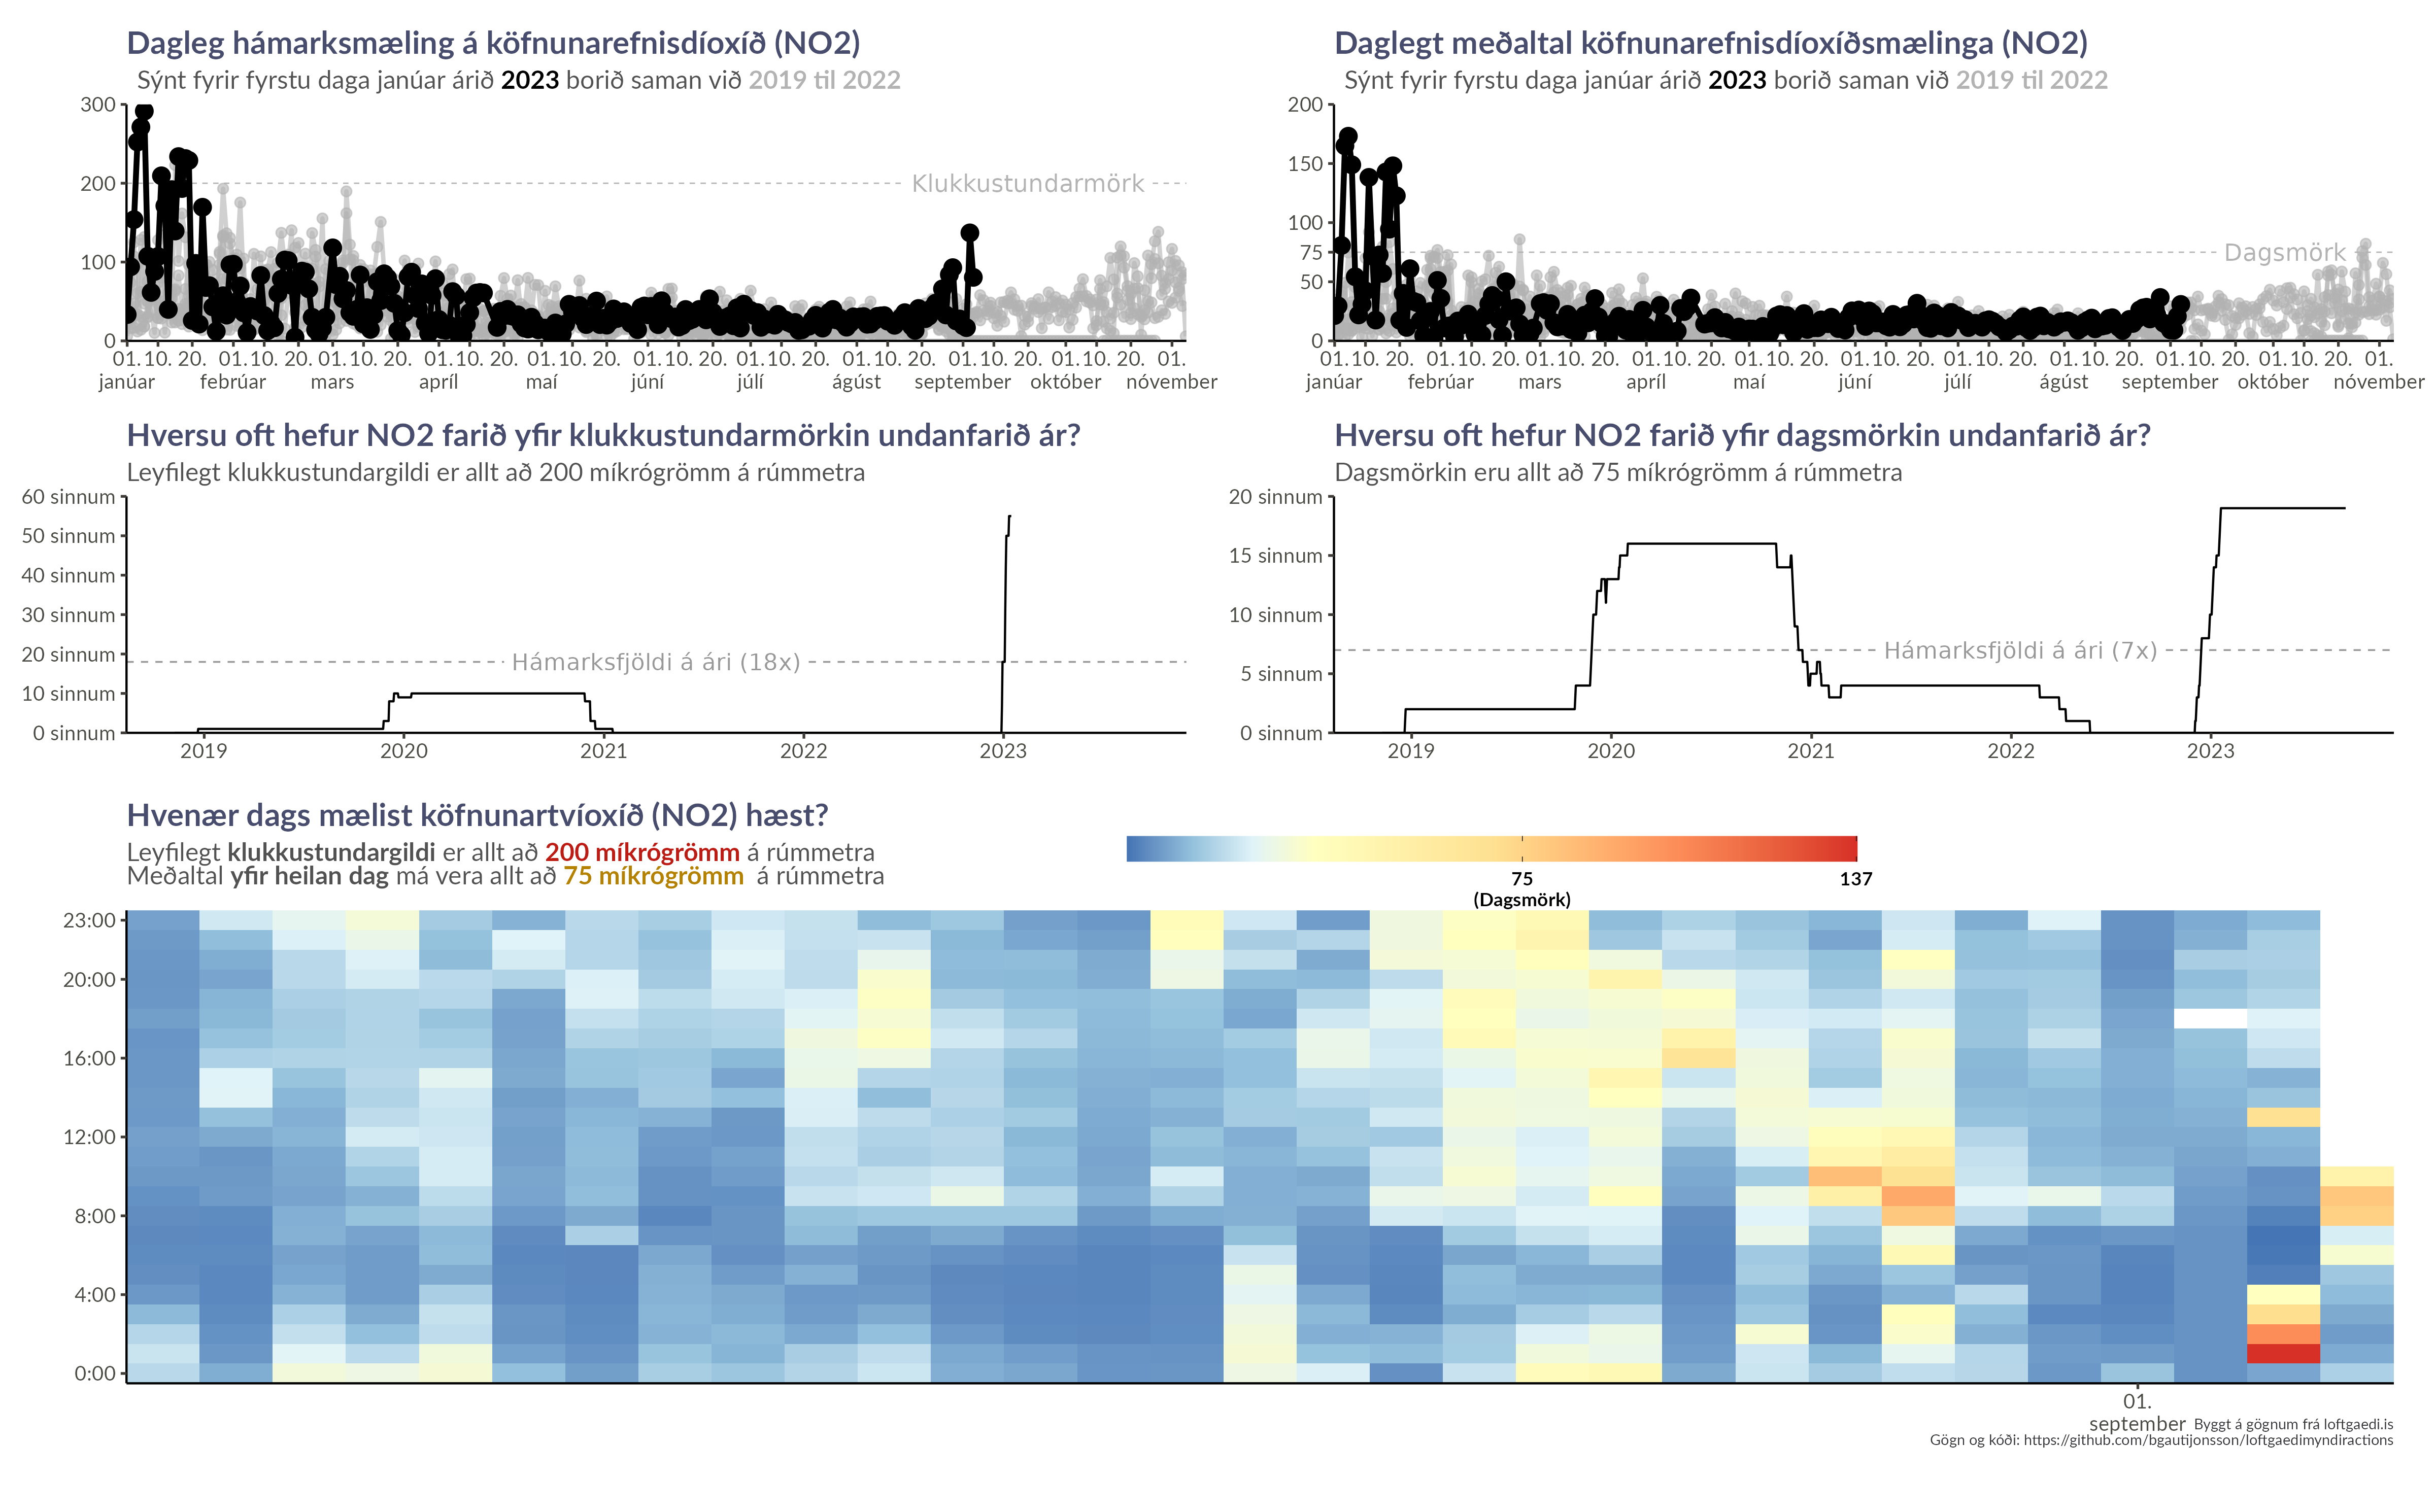 Dagleg hámarksmæling á köfnunarefnisdíoxíð (NO2)
Sýnt fyrir fyrstu daga janúar árið 2023 borið saman við 2019 til 2022
300
200
100
0
Klukkustundarmörk
01. 10. 20. 01. 10. 20. 01. 10. 20. 01. 10. 20. 01. 10. 20. 01. 10. 20. 01. 10. 20. 01. 10. 20. 01. 10. 20. 01. 10. 20. 01.
janúar febrúar mars apríl maí júní júlí ágúst september október nóvember
Daglegt meðaltal köfnunarefnisdíoxíðsmælinga (NO2)
Sýnt fyrir fyrstu daga janúar árið 2023 borið saman við 2019 til 2022
200
150
100
75
50
0
Dagsmörk
01. 10. 20. 01. 10. 20. 01. 10. 20. 01. 10. 20. 01. 10. 20. 01. 10. 20. 01. 10. 20. 01. 10. 20. 01. 10. 20. 01. 10. 20. 01.
janúar febrúar mars apríl maí júní júlí ágúst september október nóvember
Hversu oft hefur NO2 farið yfir klukkustundarmörkin undanfarið ár?
Leyfilegt klukkustundargildi er allt að 200 míkrógrömm á rúmmetra
60 sinnum
50 sinnum
40 sinnum
30 sinnum
20 sinnum
10 sinnum
0 sinnum
Hámarksfjöldi á ári (18x)
2019 2020 2021 2022 2023
Hversu oft hefur NO2 farið yfir dagsmörkin undanfarið ár?
Dagsmörkin eru allt að 75 míkrógrömm á rúmmetra
20 sinnum
15 sinnum
10 sinnum
5 sinnum
0 sinnum
Hámarksfjöldi á ári (7x)
2019 2020 2021 2022 2023
Hvenær dags mælist köfnunartvíoxíð (NO2) hæst?
Leyfilegt klukkustundargildi er allt að 200 míkrógrömm á rúmmetra
Meðaltal yfir heilan dag má vera allt að 75 míkrógrömm á rúmmetra
75 137
(Dagsmörk)
23:00
20:00
16:00
12:00
8:00
4:00
0:00
01.
september
Byggt á gögnum frá loftgaedi.is
Gögn og kóði: https://github.com/bgautijonsson/loftgaedimyndiractions